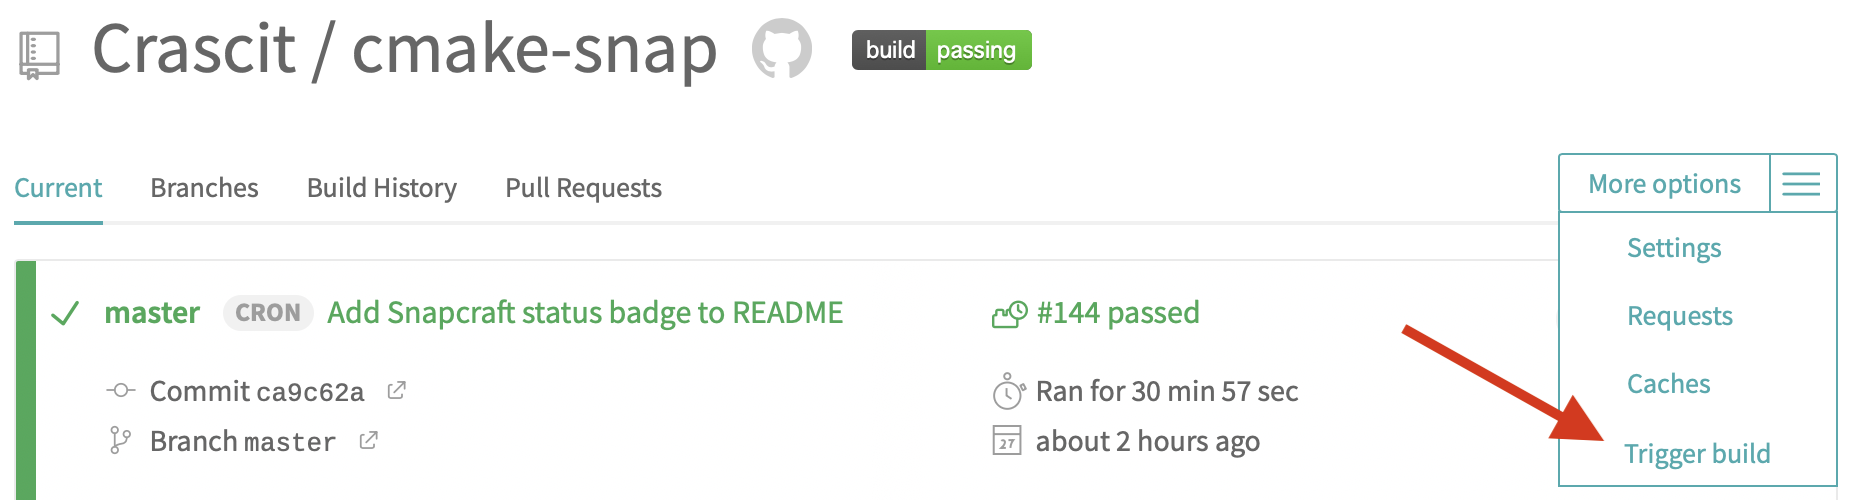 Crascit / cmake-snap build passing
Current Branches Build History Pull Requests More options
Settings
master CRON Add Snapcraft status badge to README #144 passed
Requests
Commit ca9c62a Ran for 30 min 57 sec
Caches
Branch master 27 about 2 hours ago
Trigger build